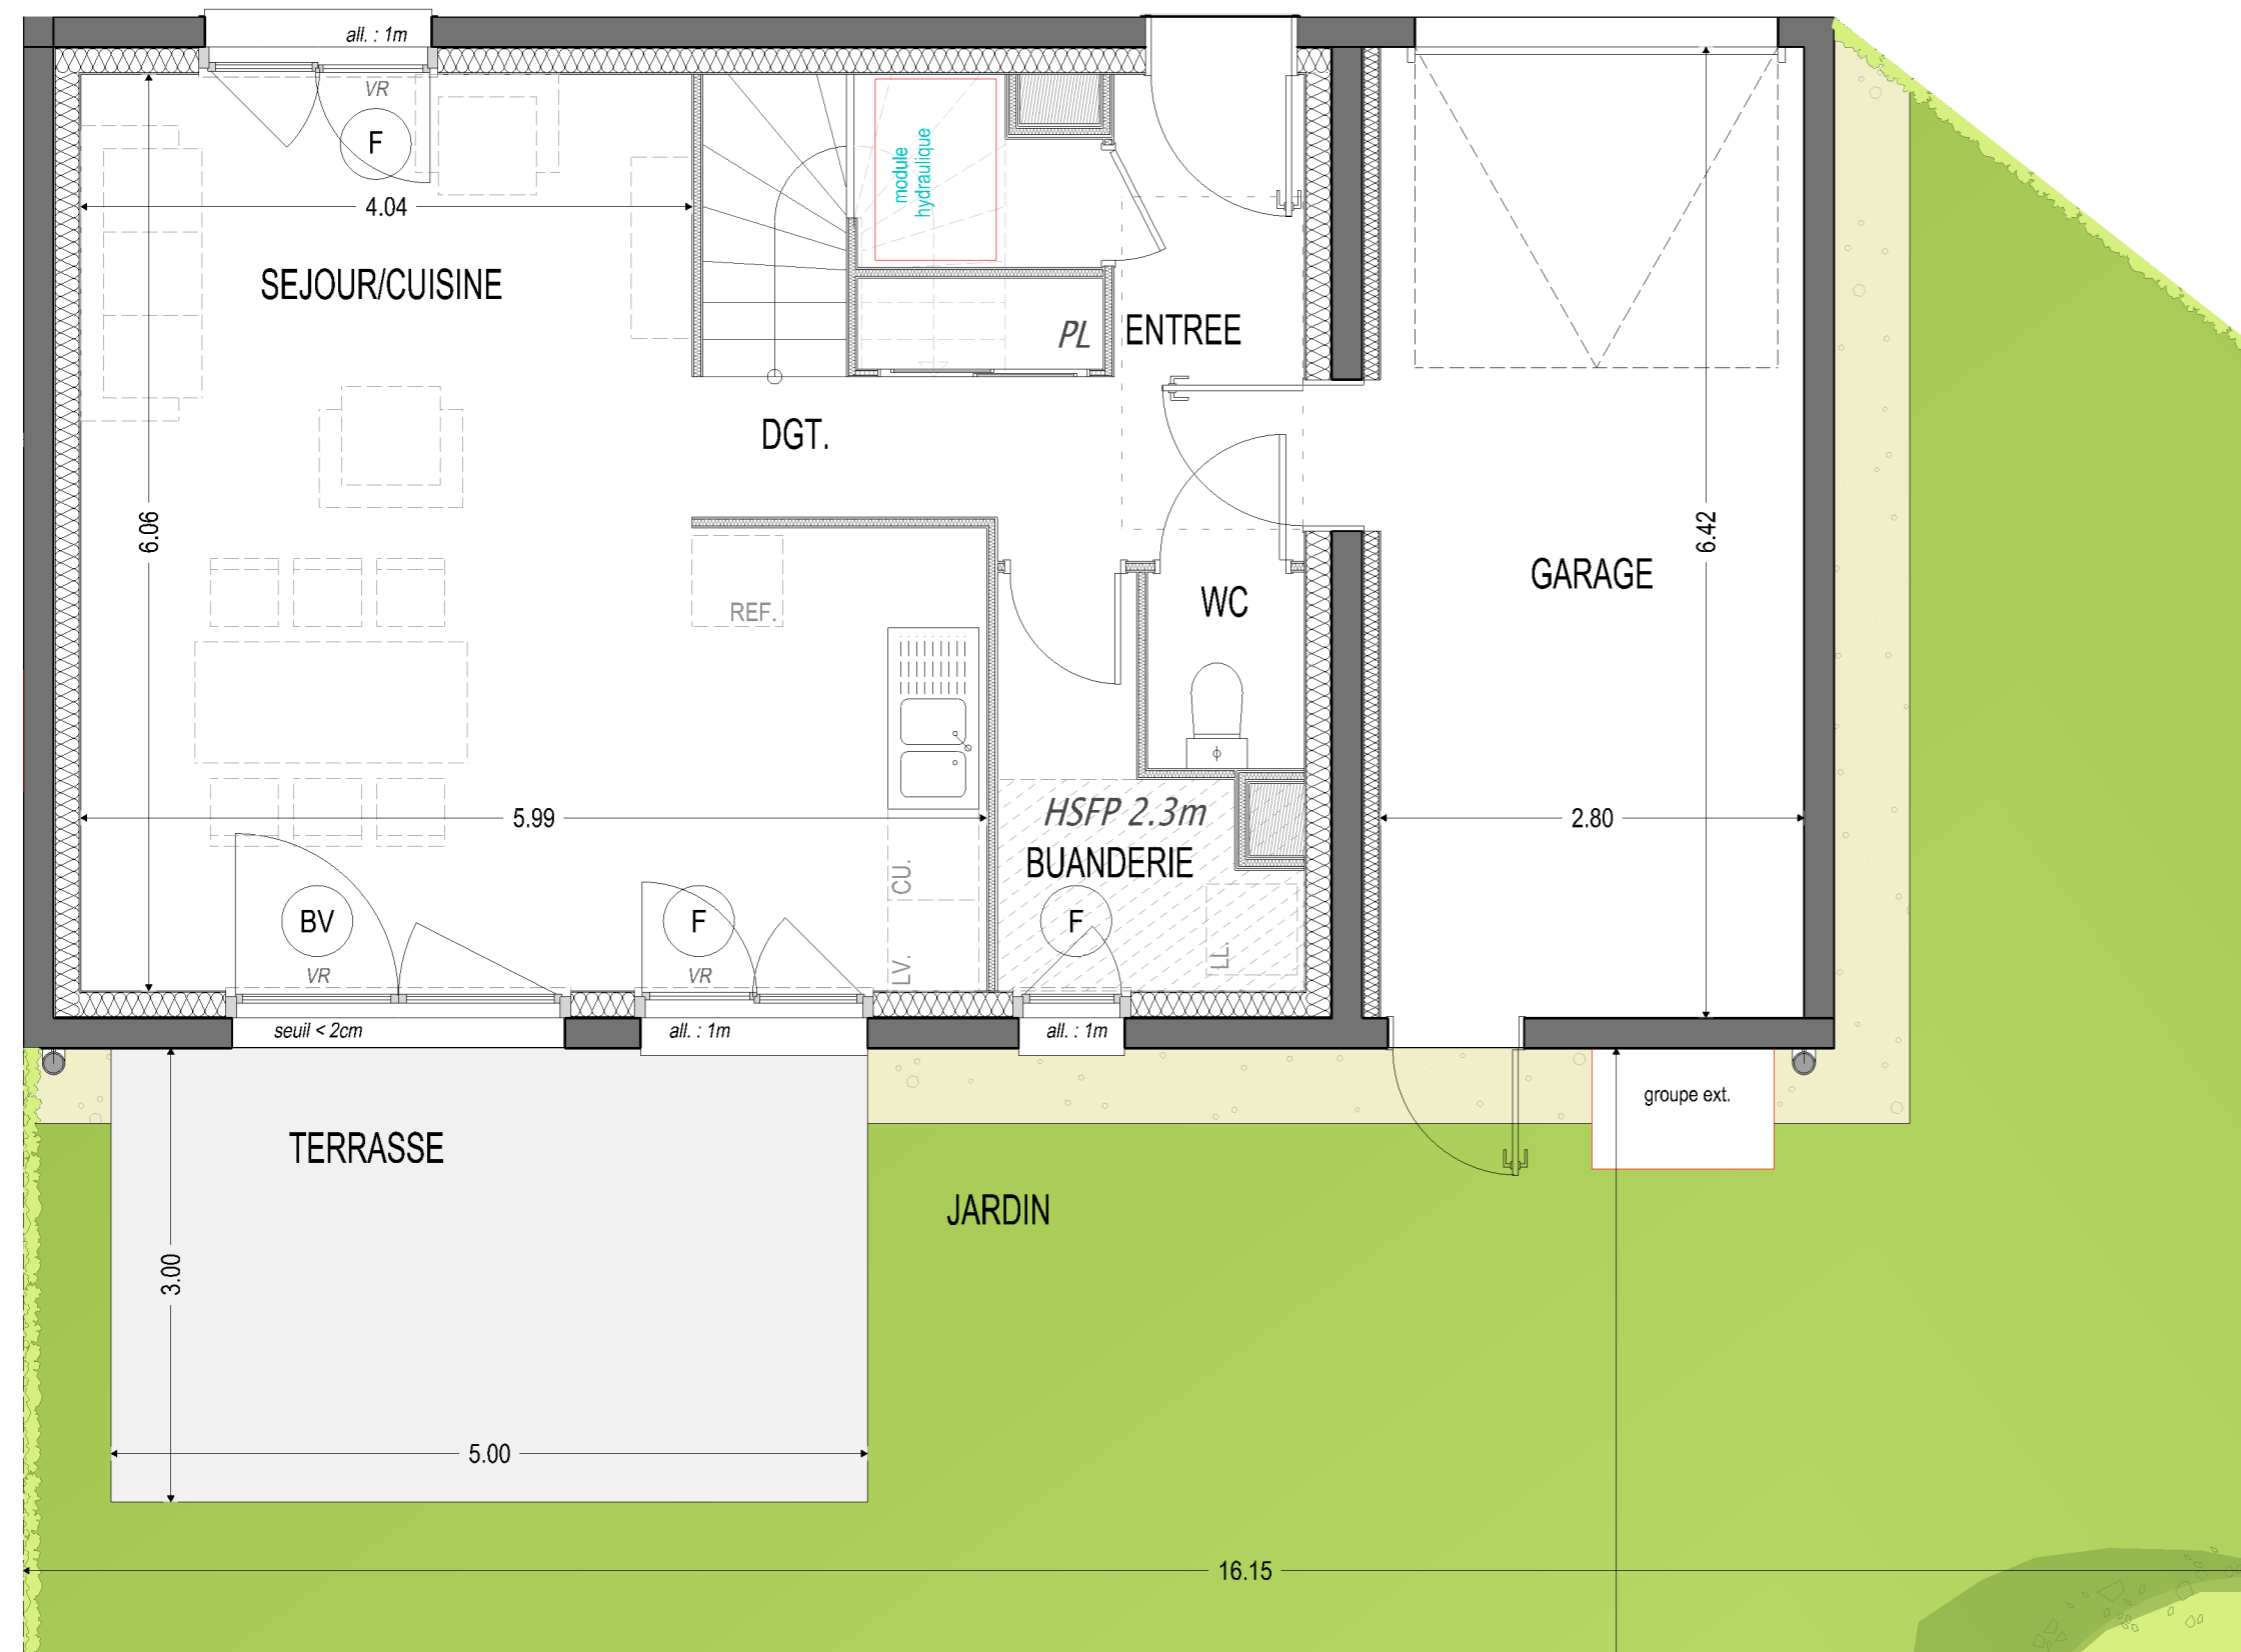 all. : 1m
VR
F
module
hydraulique
4.04
SEJOUR/CUISINE
PL
ENTREE
DGT.
6.06
6.42
GARAGE
REF.
WC
HSFP 2.3m
5.99
2.80
BUANDERIE
CU.
BV
F
F
LL.
LV.
VR
VR
seuil < 2cm
all. : 1m
all. : 1m
groupe ext.
TERRASSE
JARDIN
3.00
5.00
16.15